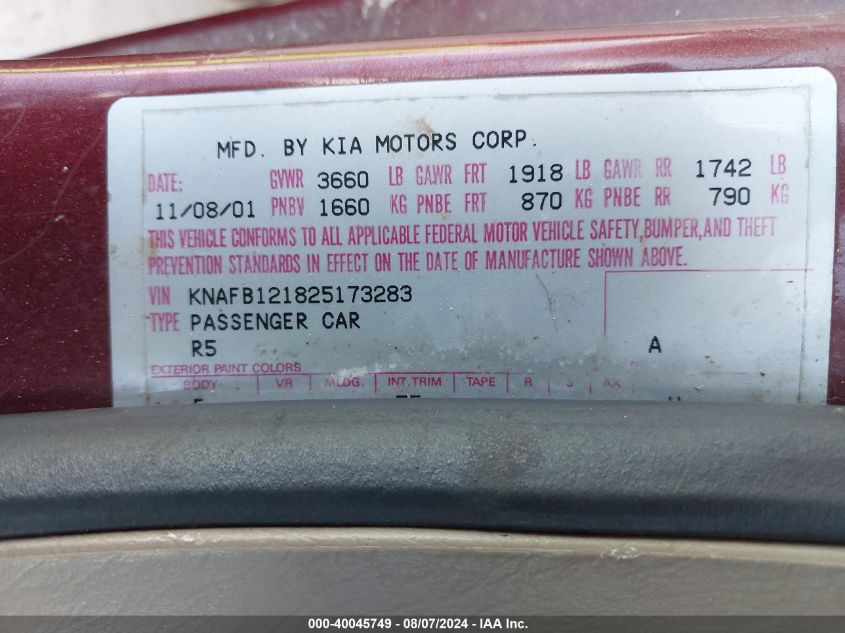 MFD. BY KIA MOTORS CORP.
DATE: GVWR 3660 LB GAWR FRT 1918 LB GAWR RR 1742 LB
11/08/01 PNBV 1660 KG PNBE FRT 870 KG PNBE RR 790 KG
THIS VEHICLE CONFORMS TO ALL APPLICABLE FEDERAL MOTOR VEHICLE SAFETY,BUMPER,AND THEFT
PREVENTION STANDARDS IN EFFECT ON THE DATE OF MANUFACTURE SHOWN ABOVE.
VIN KNAFB121825173283
TYPE PASSENGER CAR
R5 A
EXTERIOR PAINT COLORS
BODY VR MLDG. INT.TRIM TAPE R S AX
000-40045749 - 08/07/2024 - IAA Inc.